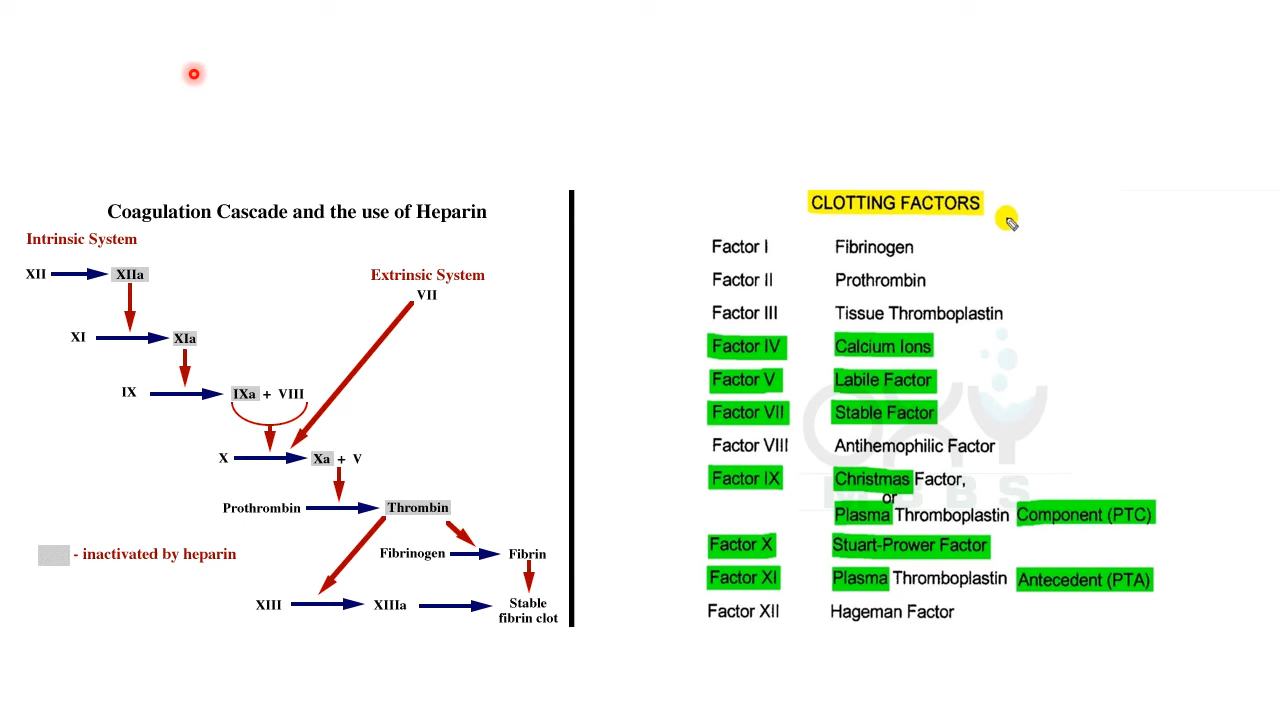 Coagulation Cascade and the use of Heparin
Intrinsic System
XII XIIa
Extrinsic System
VII
XI XIa
IX IXa + VIII
X Xa + V
Prothrombin Thrombin
- inactivated by heparin
Fibrinogen Fibrin
XIII XIIIa Stable
fibrin clot
CLOTTING FACTORS
Factor I Fibrinogen
Factor II Prothrombin
Factor III Tissue Thromboplastin
Factor IV Calcium Ions
Factor V Labile Factor
Factor VII Stable Factor
Factor VIII Antihemophilic Factor
Factor IX Christmas Factor,
or
Plasma Thromboplastin Component (PTC)
Factor X Stuart-Prower Factor
Factor XI Plasma Thromboplastin Antecedent (PTA)
Factor XII Hageman Factor